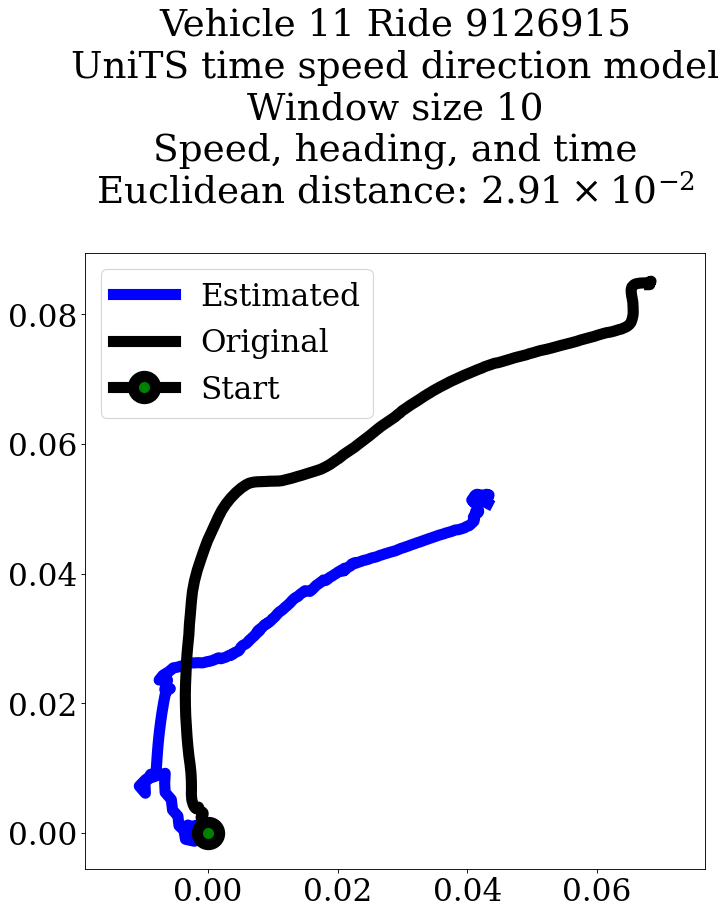 Vehicle 11 Ride 9126915
UniTS time speed direction model
Window size 10
Speed, heading, and time
Euclidean distance: 2.91 × 10⁻²
Estimated
Original
Start
0.08
0.06
0.04
0.02
0.00
0.00 0.02 0.04 0.06